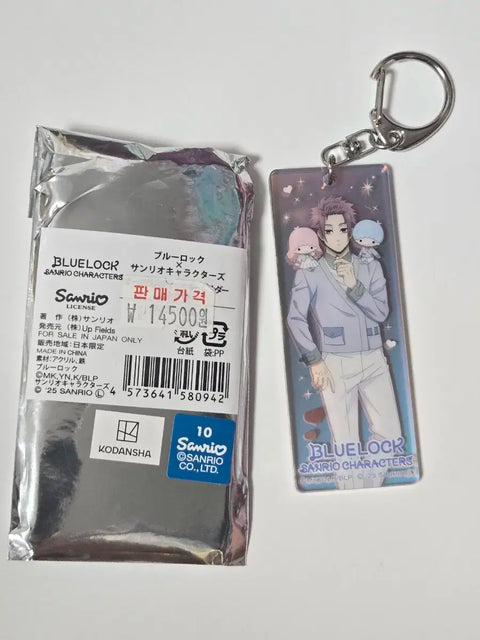 BLUELOCK
SANRIO CHARACTERS
Sanrio
LICENSE
ブルーロック
×
サンリオキャラクターズ
ダー
판매가격
₩ 14500원
著 作 (株)サンリオ
発売元 (株)Up Fields
FOR SALE IN JAPAN ONLY
販売地域:日本限定
MADE IN CHINA
素材:アクリル、鉄
ブルーロック
©MK,YN,K/BLP
サンリオキャラクターズ
© '25 SANRIO Ⓛ
プラ
台紙 袋:PP
4 573641 580942
KODANSHA
10
Sanrio
©SANRIO
CO., LTD.
BLUELOCK
SANRIO CHARACTERS